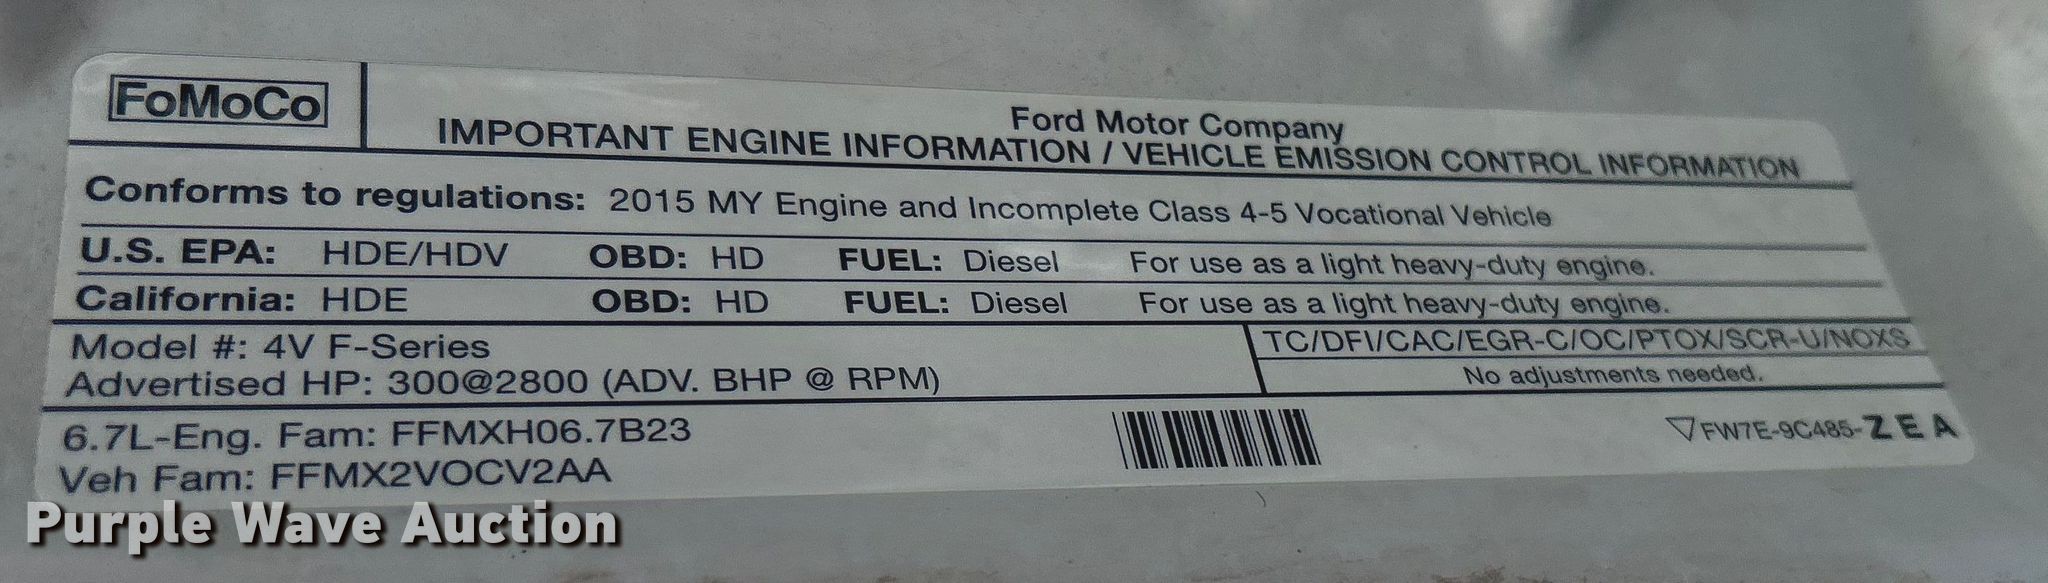 FoMoCo
Ford Motor Company
IMPORTANT ENGINE INFORMATION / VEHICLE EMISSION CONTROL INFORMATION
Conforms to regulations: 2015 MY Engine and Incomplete Class 4-5 Vocational Vehicle
U.S. EPA: HDE/HDV OBD: HD FUEL: Diesel For use as a light heavy-duty engine.
California: HDE OBD: HD FUEL: Diesel For use as a light heavy-duty engine.
Model #: 4V F-Series
Advertised HP: 300@2800 (ADV. BHP @ RPM)
TC/DFI/CAC/EGR-C/OC/PTOX/SCR-U/NOXS
No adjustments needed.
6.7L-Eng. Fam: FFMXH06.7B23
Veh Fam: FFMX2VOCV2AA
FW7E-9C485-ZEA
Purple Wave Auction